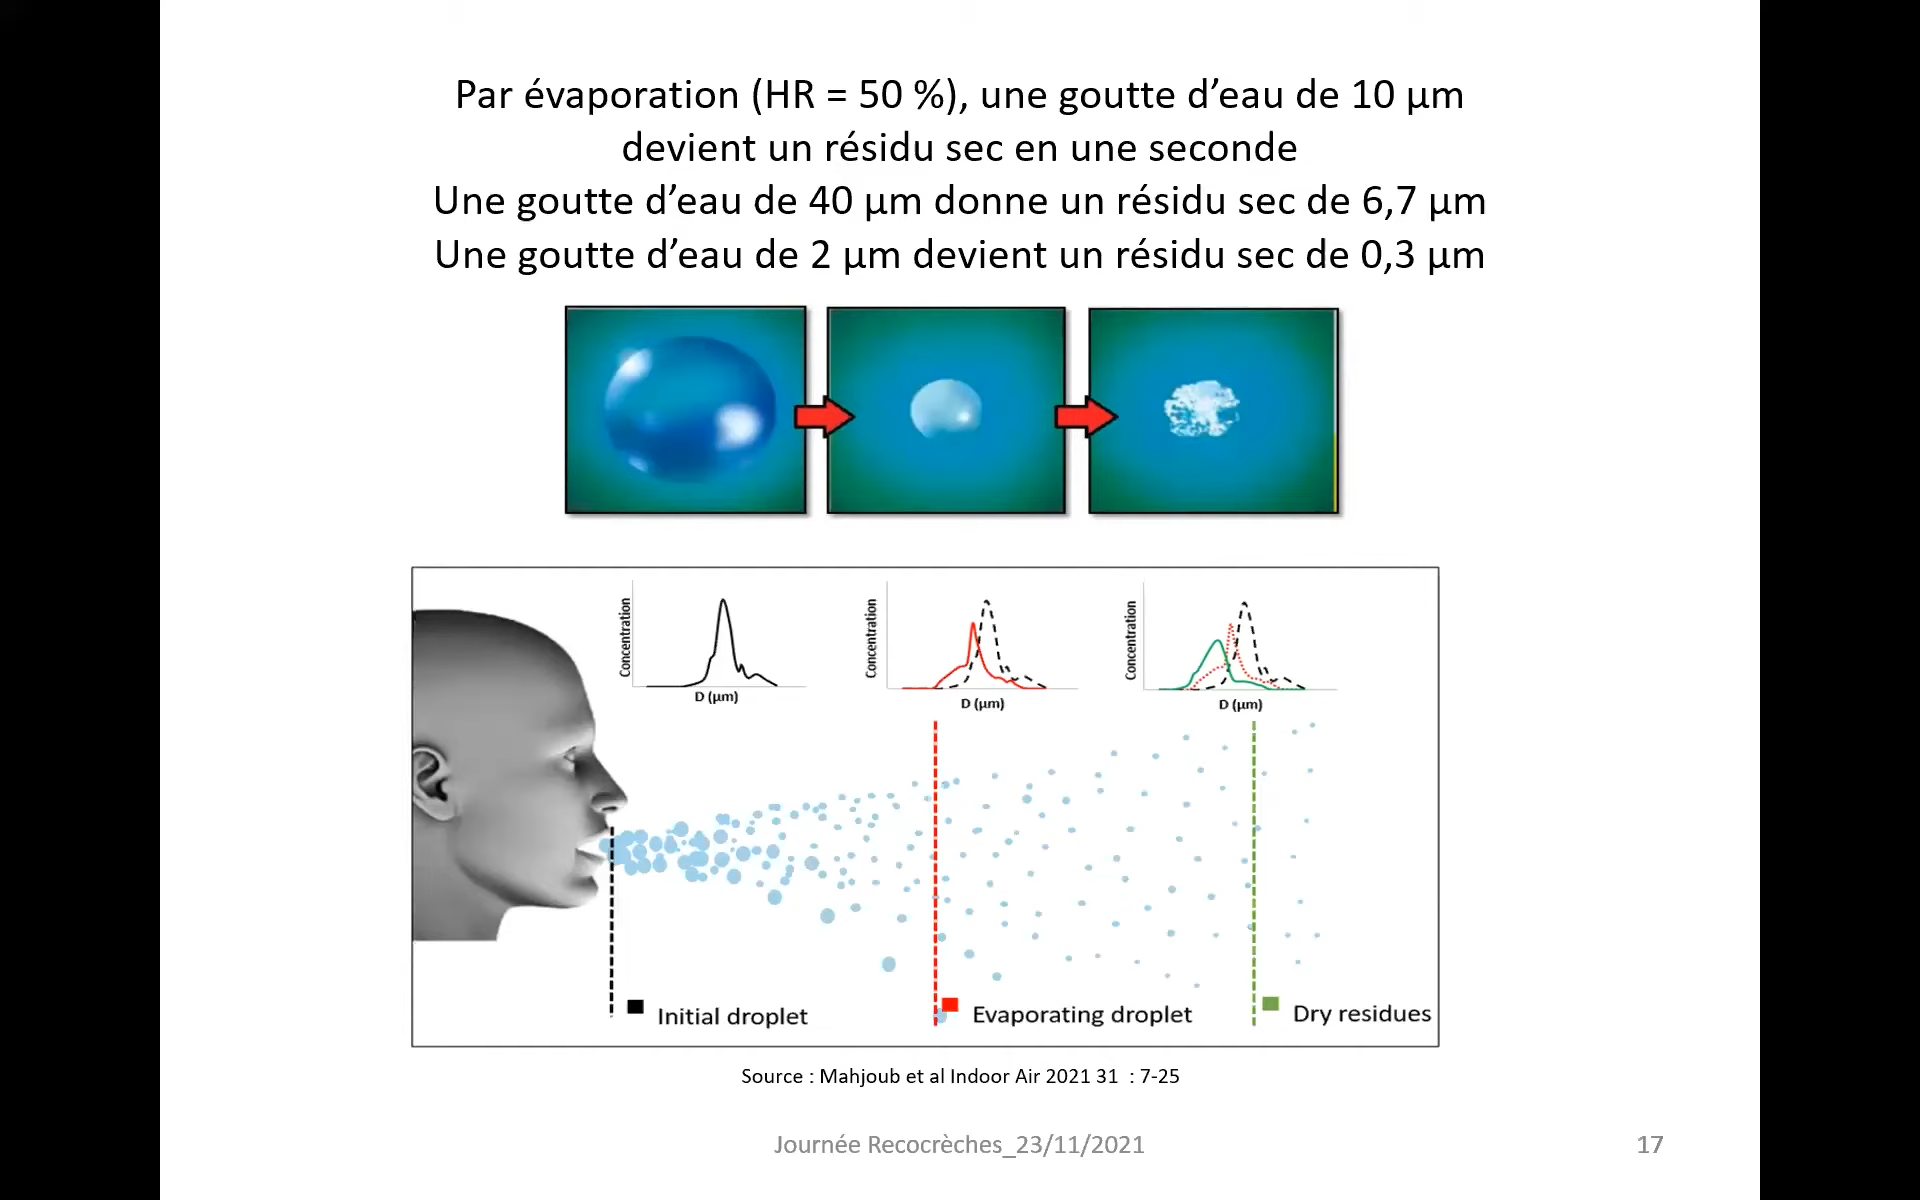 Par évaporation (HR = 50 %), une goutte d’eau de 10 µm
devient un résidu sec en une seconde
Une goutte d’eau de 40 µm donne un résidu sec de 6,7 µm
Une goutte d’eau de 2 µm devient un résidu sec de 0,3 µm
Concentration
D (µm)
Concentration
D (µm)
Concentration
D (µm)
Initial droplet
Evaporating droplet
Dry residues
Source : Mahjoub et al Indoor Air 2021 31 : 7-25
Journée Recocrèches_23/11/2021
17